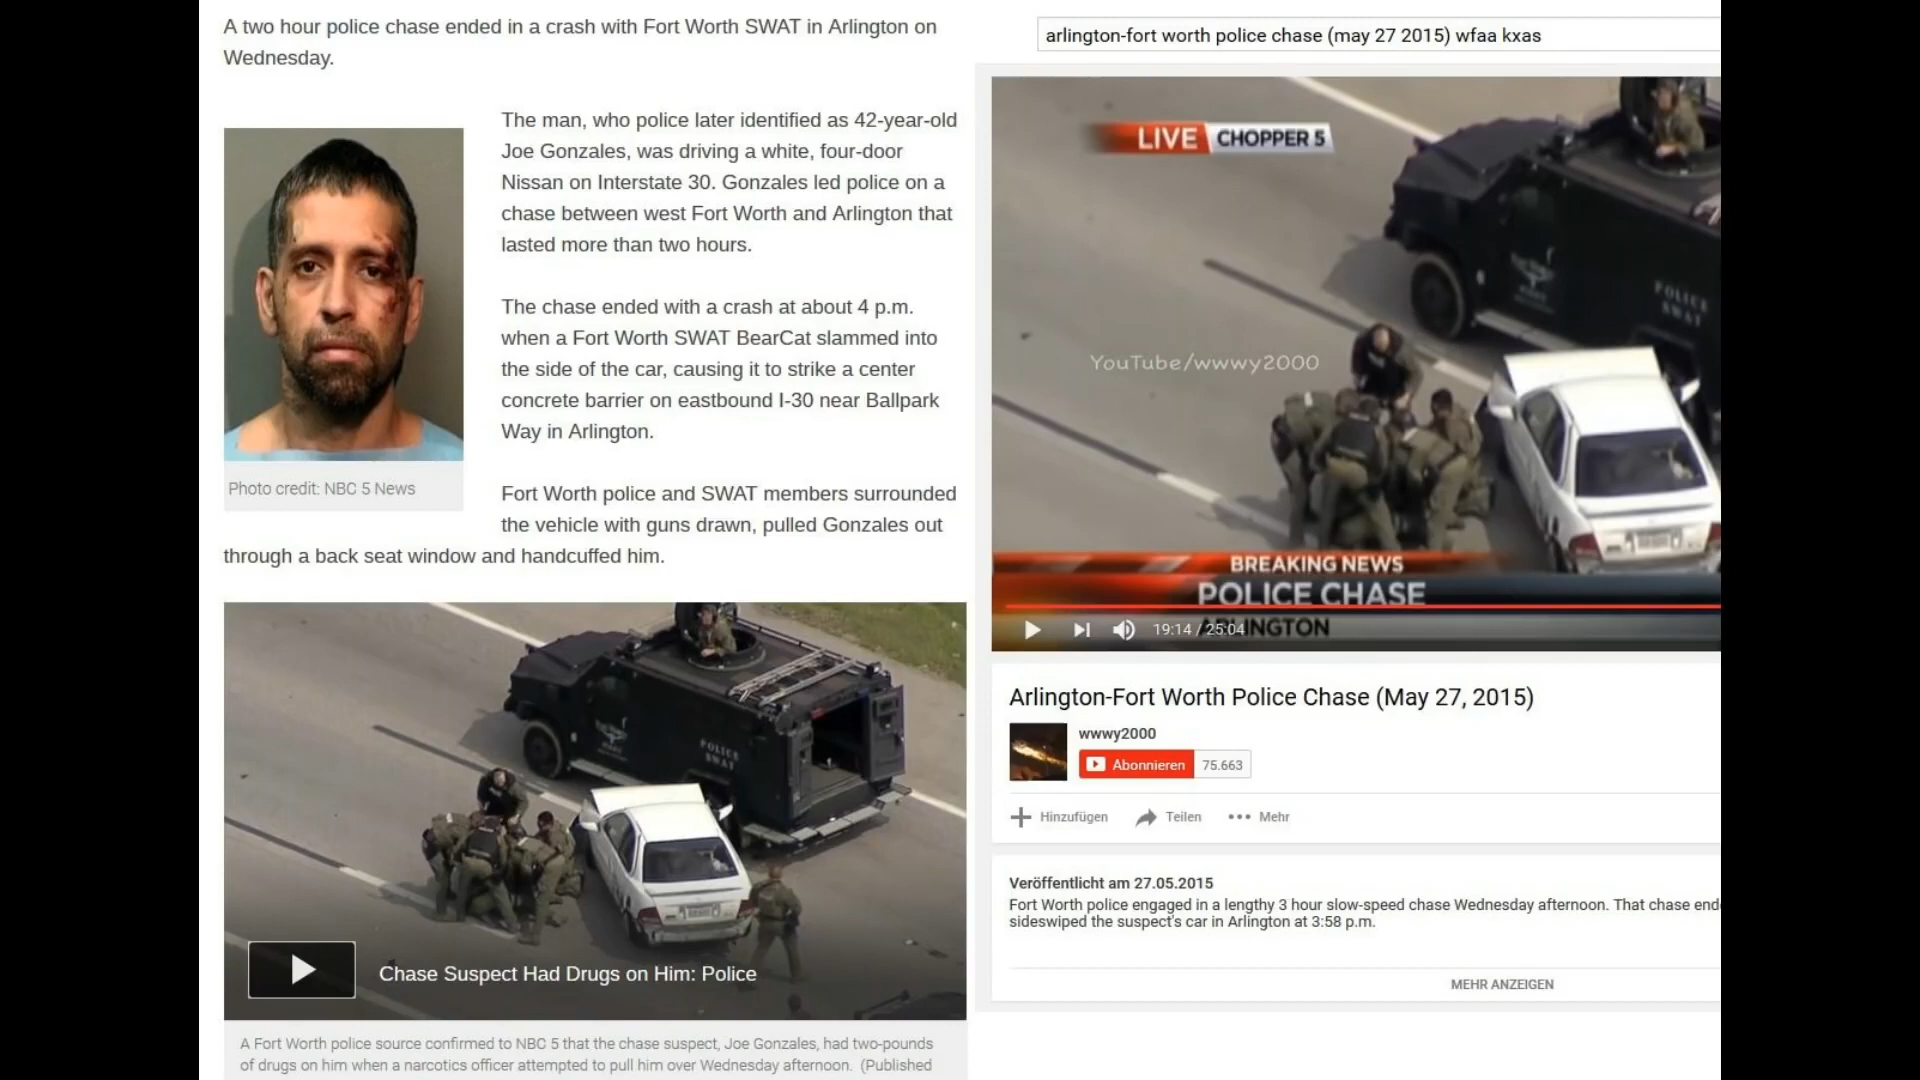 A two hour police chase ended in a crash with Fort Worth SWAT in Arlington on
Wednesday.
The man, who police later identified as 42-year-old
Joe Gonzales, was driving a white, four-door
Nissan on Interstate 30. Gonzales led police on a
chase between west Fort Worth and Arlington that
lasted more than two hours.
The chase ended with a crash at about 4 p.m.
when a Fort Worth SWAT BearCat slammed into
the side of the car, causing it to strike a center
concrete barrier on eastbound I-30 near Ballpark
Way in Arlington.
Photo credit: NBC 5 News
Fort Worth police and SWAT members surrounded
the vehicle with guns drawn, pulled Gonzales out
through a back seat window and handcuffed him.
POLICE
SWAT
Chase Suspect Had Drugs on Him: Police
A Fort Worth police source confirmed to NBC 5 that the chase suspect, Joe Gonzales, had two-pounds
of drugs on him when a narcotics officer attempted to pull him over Wednesday afternoon. (Published
arlington-fort worth police chase (may 27 2015) wfaa kxas
LIVE CHOPPER 5
POLICE
SWAT
YouTube/wwwy2000
BREAKING NEWS
POLICE CHASE
19:14 / 25:04
ARLINGTON
Arlington-Fort Worth Police Chase (May 27, 2015)
wwwy2000
Abonnieren 75.663
Hinzufügen Teilen Mehr
Veröffentlicht am 27.05.2015
Fort Worth police engaged in a lengthy 3 hour slow-speed chase Wednesday afternoon. That chase end
sideswiped the suspect's car in Arlington at 3:58 p.m.
MEHR ANZEIGEN